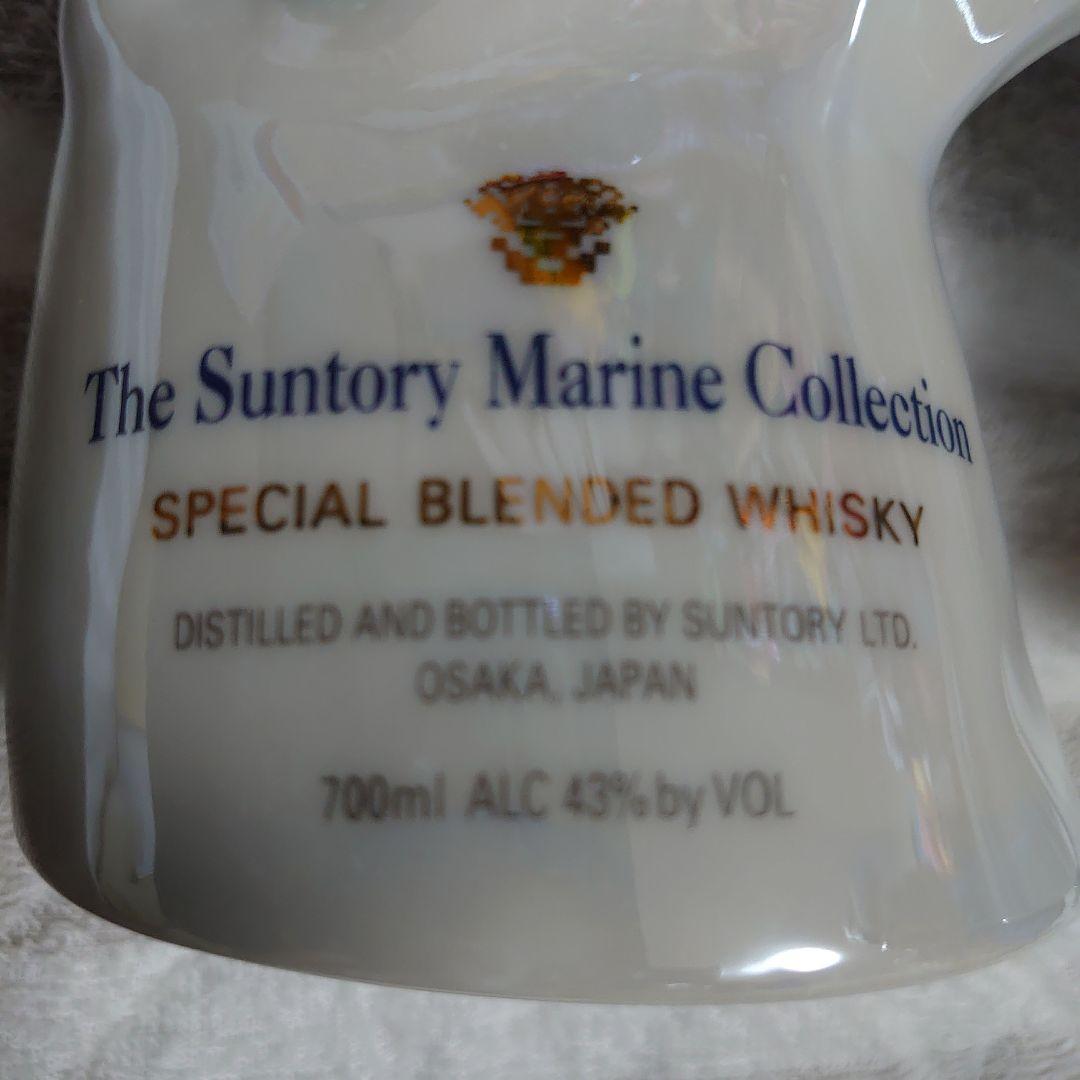 The Suntory Marine Collection
SPECIAL BLENDED WHISKY
DISTILLED AND BOTTLED BY SUNTORY LTD.
OSAKA, JAPAN
700ml ALC 43% by VOL